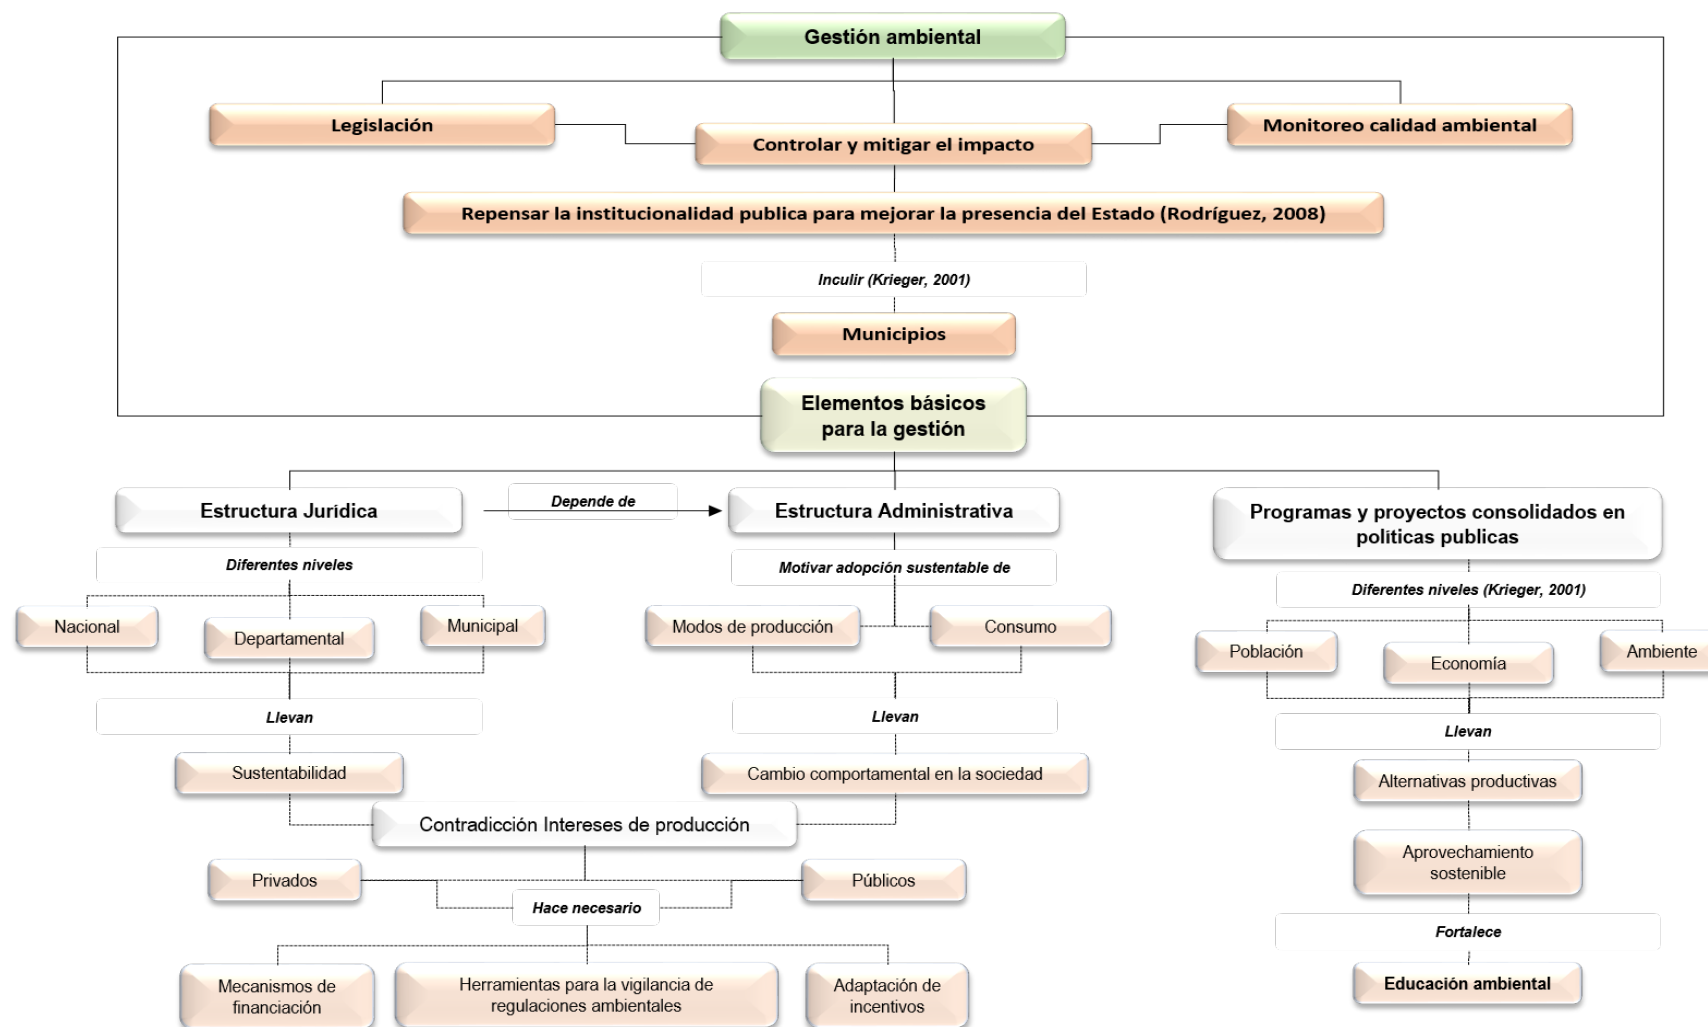 Gestión ambiental
Legislación
Controlar y mitigar el impacto
Monitoreo calidad ambiental
Repensar la institucionalidad publica para mejorar la presencia del Estado (Rodríguez, 2008)
Inculir (Krieger, 2001)
Municipios
Elementos básicos
para la gestión
Estructura Jurídica
Depende de
Estructura Administrativa
Programas y proyectos consolidados en
políticas publicas
Diferentes niveles
Motivar adopción sustentable de
Diferentes niveles (Krieger, 2001)
Nacional
Departamental
Municipal
Modos de producción
Consumo
Población
Economía
Ambiente
Llevan
Llevan
Llevan
Sustentabilidad
Cambio comportamental en la sociedad
Alternativas productivas
Contradicción Intereses de producción
Aprovechamiento
sostenible
Privados
Públicos
Hace necesario
Fortalece
Mecanismos de
financiación
Herramientas para la vigilancia de
regulaciones ambientales
Adaptación de
incentivos
Educación ambiental